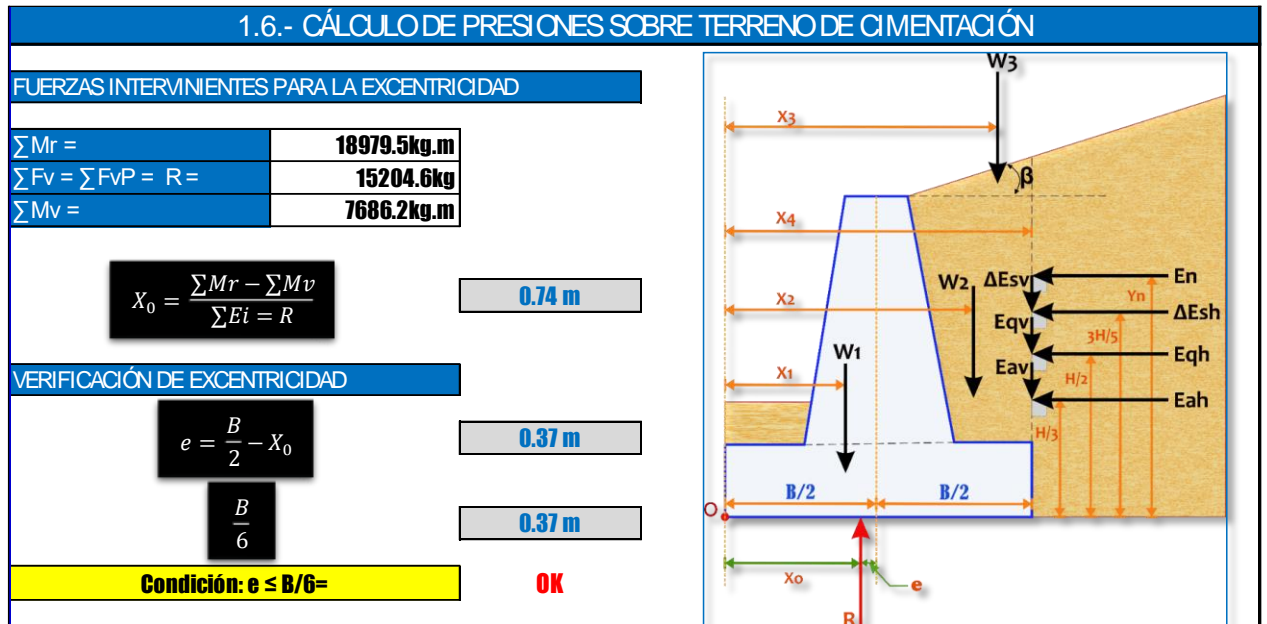 1.6.- CÁLCULO DE PRESIONES SOBRE TERRENO DE CIMENTACIÓN
FUERZAS INTERVINIENTES PARA LA EXCENTRICIDAD
∑Mr = 18979.5kg.m
∑Fv = ∑FvP = R = 15204.6kg
∑Mv = 7686.2kg.m
X₀ = (∑Mr − ∑Mv) / (∑Ei = R)
0.74 m
VERIFICACIÓN DE EXCENTRICIDAD
e = B/2 − X₀
0.37 m
B/6
0.37 m
Condición: e ≤ B/6= OK
W3
X3
β
X4
W2
ΔEsv
En
X2
Yn
ΔEsh
Eqv
3H/5
W1
Eqh
X1
Eav
H/2
Eah
H/3
B/2
B/2
O
Xo
e
R